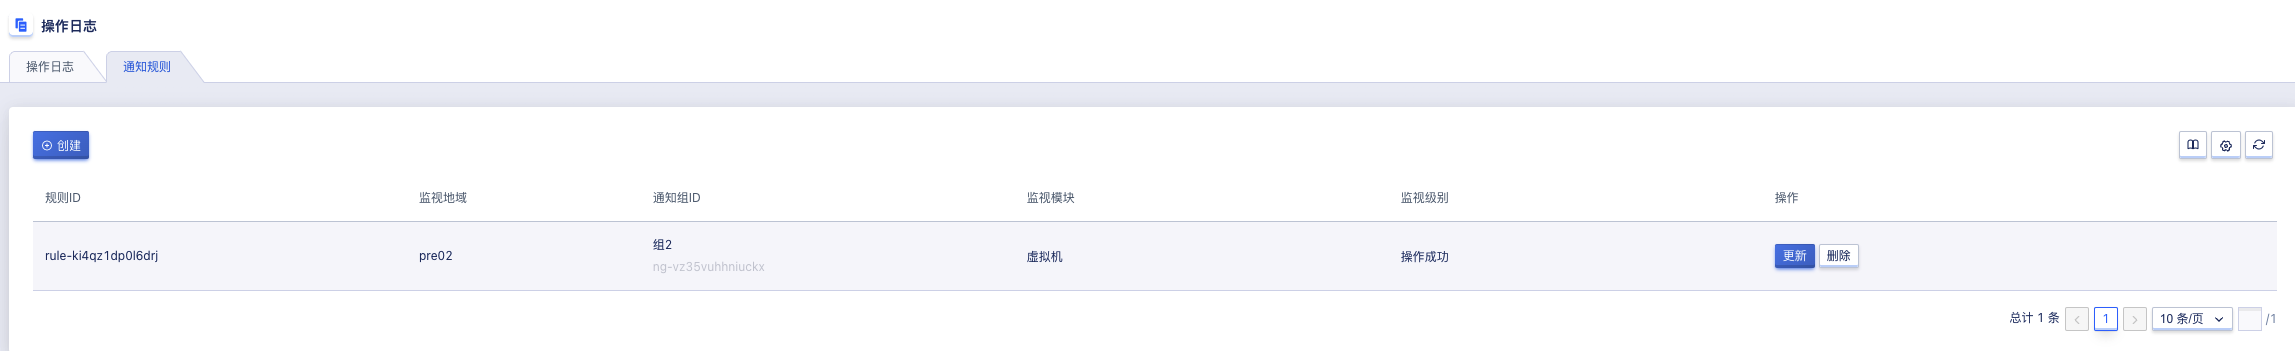 操作日志
操作日志 通知规则
创建
规则ID 监视地域 通知组ID 监视模块 监视级别 操作
rule-ki4qz1dp0l6drj pre02 组2 虚拟机 操作成功 更新 删除
ng-vz35vuhhniuckx
总计 1 条 1 10 条/页 /1